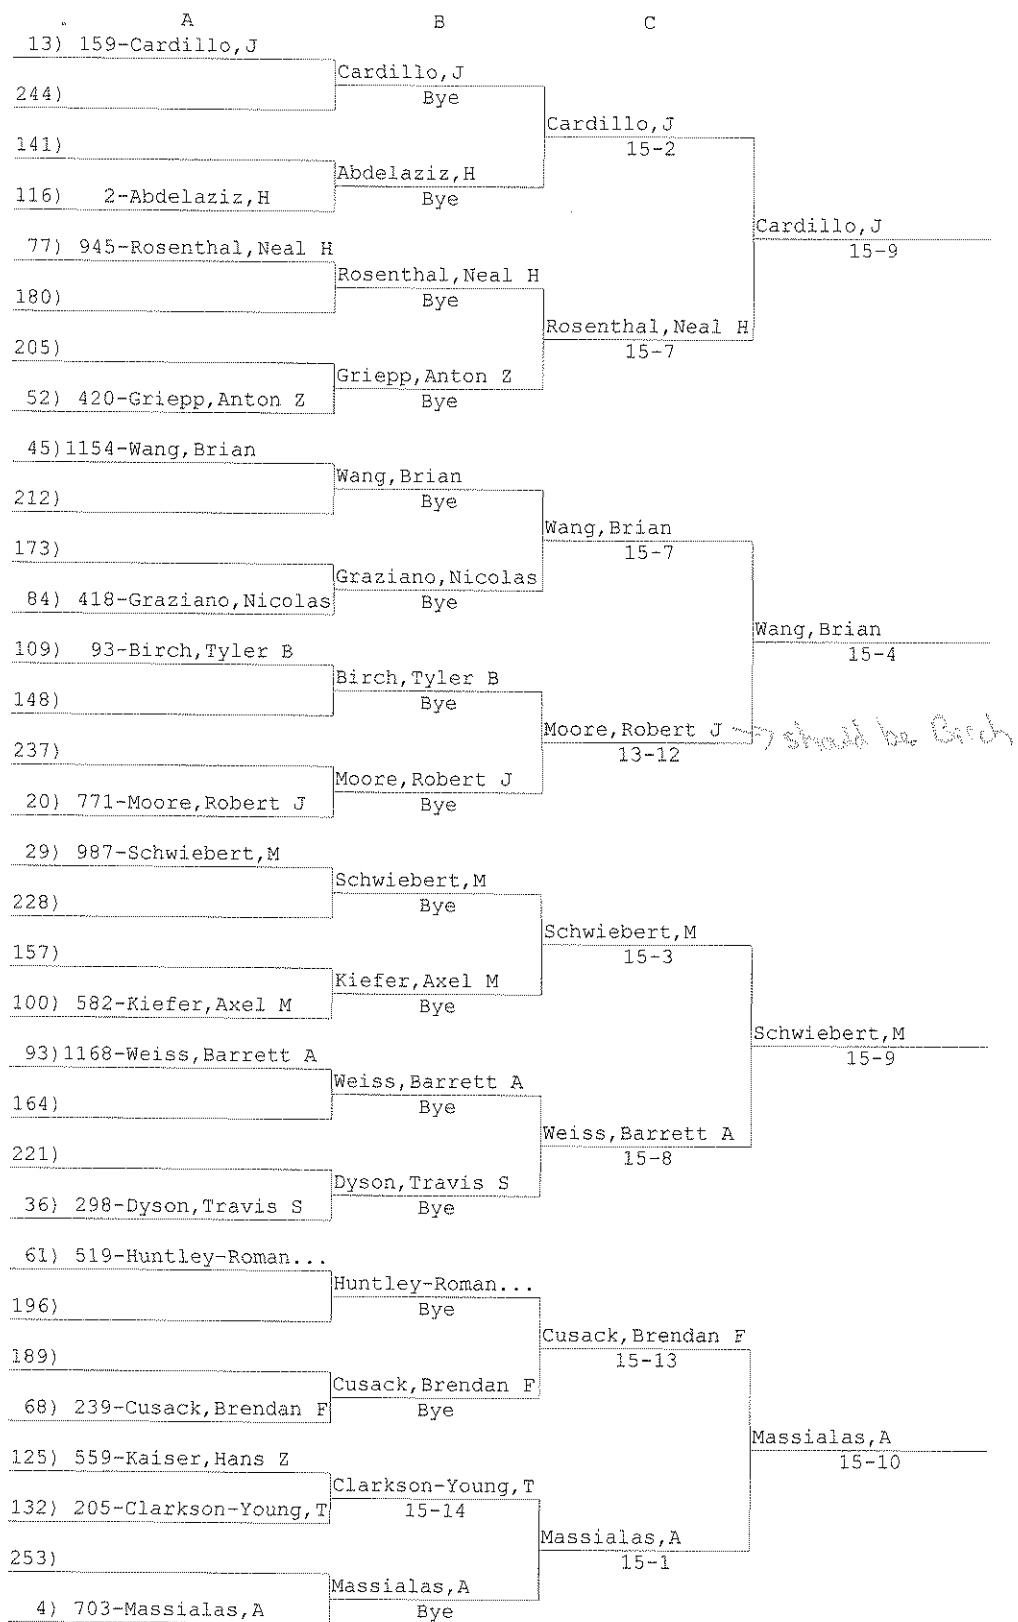 A B C
13) 159-Cardillo,J
Cardillo,J
244) Bye
Cardillo,J
141) 15-2
Abdelaziz,H
116) 2-Abdelaziz,H Bye
Cardillo,J
77) 945-Rosenthal,Neal H 15-9
Rosenthal,Neal H
180) Bye
Rosenthal,Neal H
205) 15-7
Griepp,Anton Z
52) 420-Griepp,Anton Z Bye
45)1154-Wang,Brian
Wang,Brian
212) Bye
Wang,Brian
173) 15-7
Graziano,Nicolas
84) 418-Graziano,Nicolas Bye
Wang,Brian
109) 93-Birch,Tyler B 15-4
Birch,Tyler B
148) Bye
Moore,Robert J → should be Birch
237) 13-12
Moore,Robert J
20) 771-Moore,Robert J Bye
29) 987-Schwiebert,M
Schwiebert,M
228) Bye
Schwiebert,M
157) 15-3
Kiefer,Axel M
100) 582-Kiefer,Axel M Bye
Schwiebert,M
93)1168-Weiss,Barrett A 15-9
Weiss,Barrett A
164) Bye
Weiss,Barrett A
221) 15-8
Dyson,Travis S
36) 298-Dyson,Travis S Bye
61) 519-Huntley-Roman...
Huntley-Roman...
196) Bye
Cusack,Brendan F
189) 15-13
Cusack,Brendan F
68) 239-Cusack,Brendan F Bye
Massialas,A
125) 559-Kaiser,Hans Z 15-10
Clarkson-Young,T
132) 205-Clarkson-Young,T 15-14
Massialas,A
253) 15-1
Massialas,A
4) 703-Massialas,A Bye